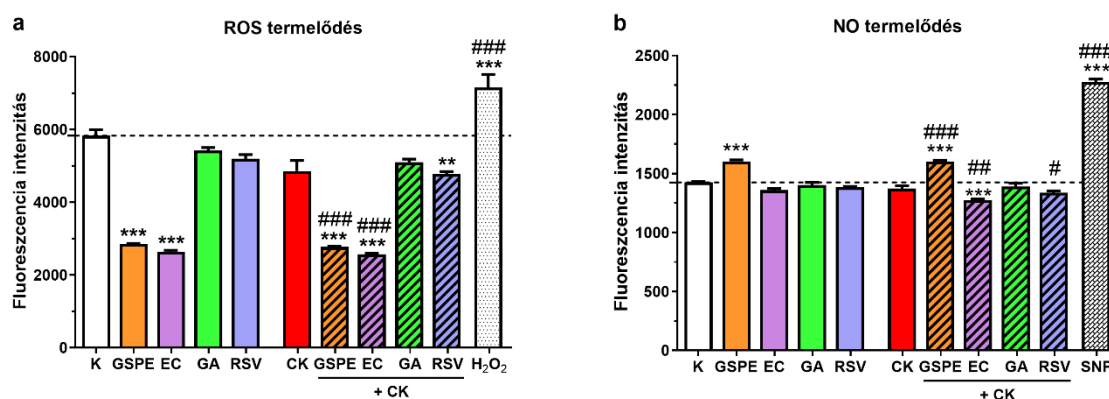 a
ROS termelődés
Fluoreszcencia intenzitás
8000
6000
4000
2000
0
###
***
***
***
###
***
###
***
**
K GSPE EC GA RSV CK GSPE EC GA RSV H₂O₂
+ CK
b
NO termelődés
Fluoreszcencia intenzitás
2500
2000
1500
1000
500
0
***
###
***
##
***
#
###
***
K GSPE EC GA RSV CK GSPE EC GA RSV SNP
+ CK